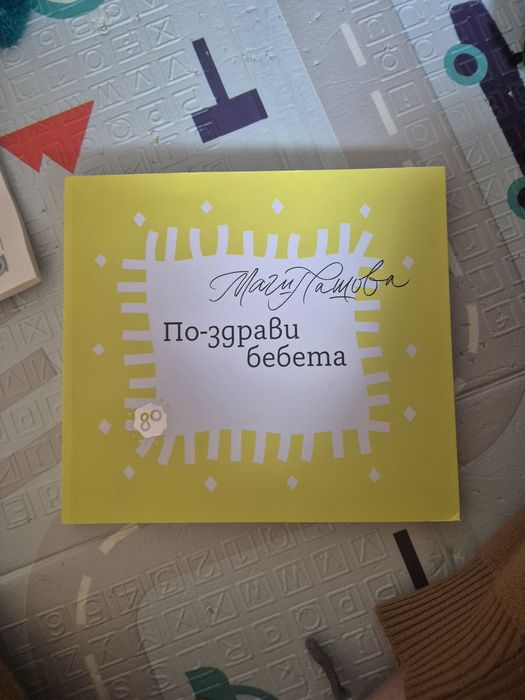 Маги Пашова
По-здрави
бебета
80